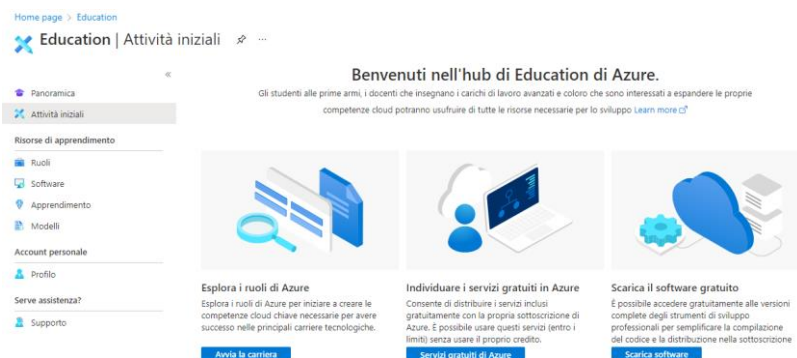 Home page > Education
Education | Attività iniziali
Benvenuti nell'hub di Education di Azure.
Gli studenti alle prime armi, i docenti che insegnano i carichi di lavoro avanzati e coloro che sono interessati a espandere le proprie
competenze cloud potranno usufruire di tutte le risorse necessarie per lo sviluppo Learn more
Panoramica
Attività iniziali
Risorse di apprendimento
Ruoli
Software
Apprendimento
Modelli
Account personale
Profilo
Serve assistenza?
Supporto
Esplora i ruoli di Azure
Esplora i ruoli di Azure per iniziare a creare le
competenze cloud chiave necessarie per avere
successo nelle principali carriere tecnologiche.
Avvia la carriera
Individuare i servizi gratuiti in Azure
Consente di distribuire i servizi inclusi
gratuitamente con la propria sottoscrizione di
Azure. È possibile usare questi servizi (entro i
limiti) senza usare il proprio credito.
Servizi gratuiti di Azure
Scarica il software gratuito
È possibile accedere gratuitamente alle versioni
complete degli strumenti di sviluppo
professionali per semplificare la compilazione
del codice e la distribuzione nella sottoscrizione
Scarica software